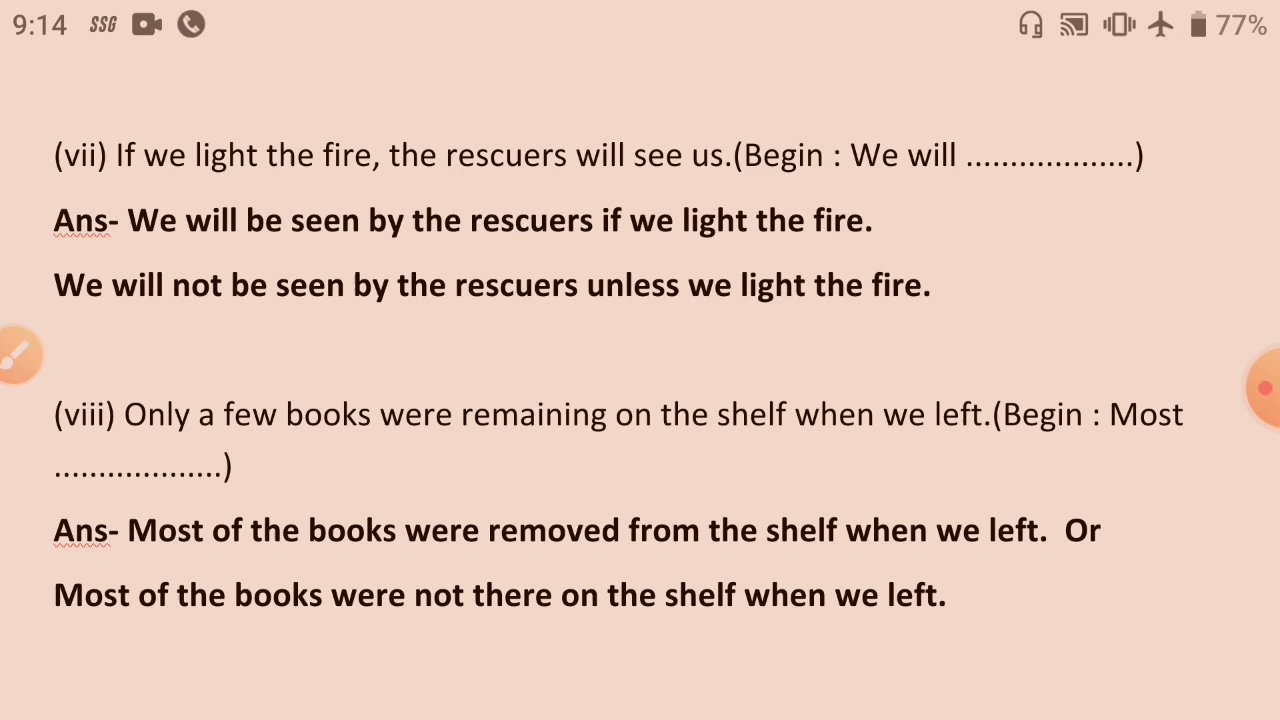 9:14 SSG 77%
(vii) If we light the fire, the rescuers will see us.(Begin : We will ...................)
Ans- We will be seen by the rescuers if we light the fire.
We will not be seen by the rescuers unless we light the fire.
(viii) Only a few books were remaining on the shelf when we left.(Begin : Most
...................)
Ans- Most of the books were removed from the shelf when we left.  Or
Most of the books were not there on the shelf when we left.